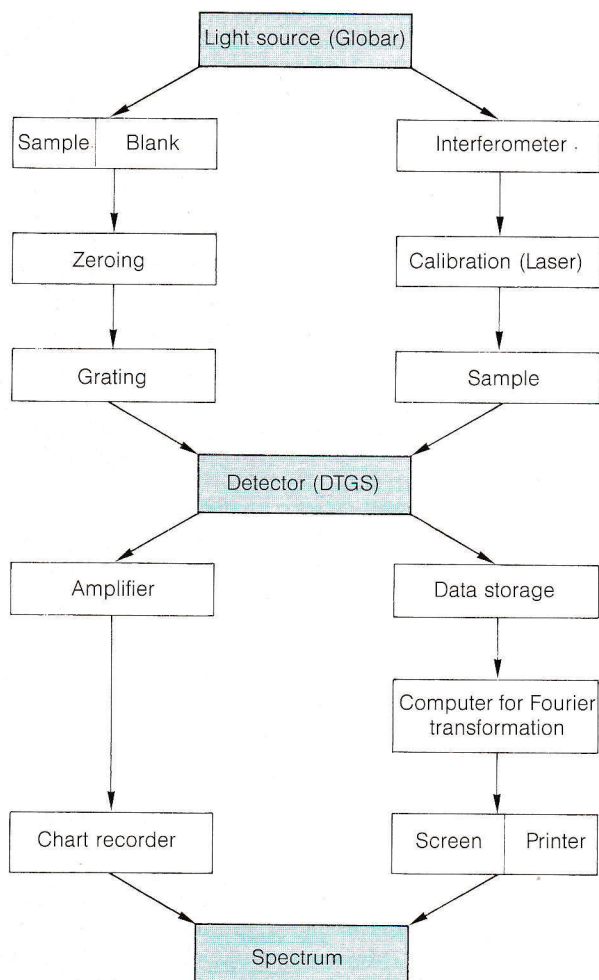 Light source (Globar)
Sample
Blank
Interferometer
Zeroing
Calibration (Laser)
Grating
Sample
Detector (DTGS)
Amplifier
Data storage
Computer for Fourier
transformation
Chart recorder
Screen
Printer
Spectrum